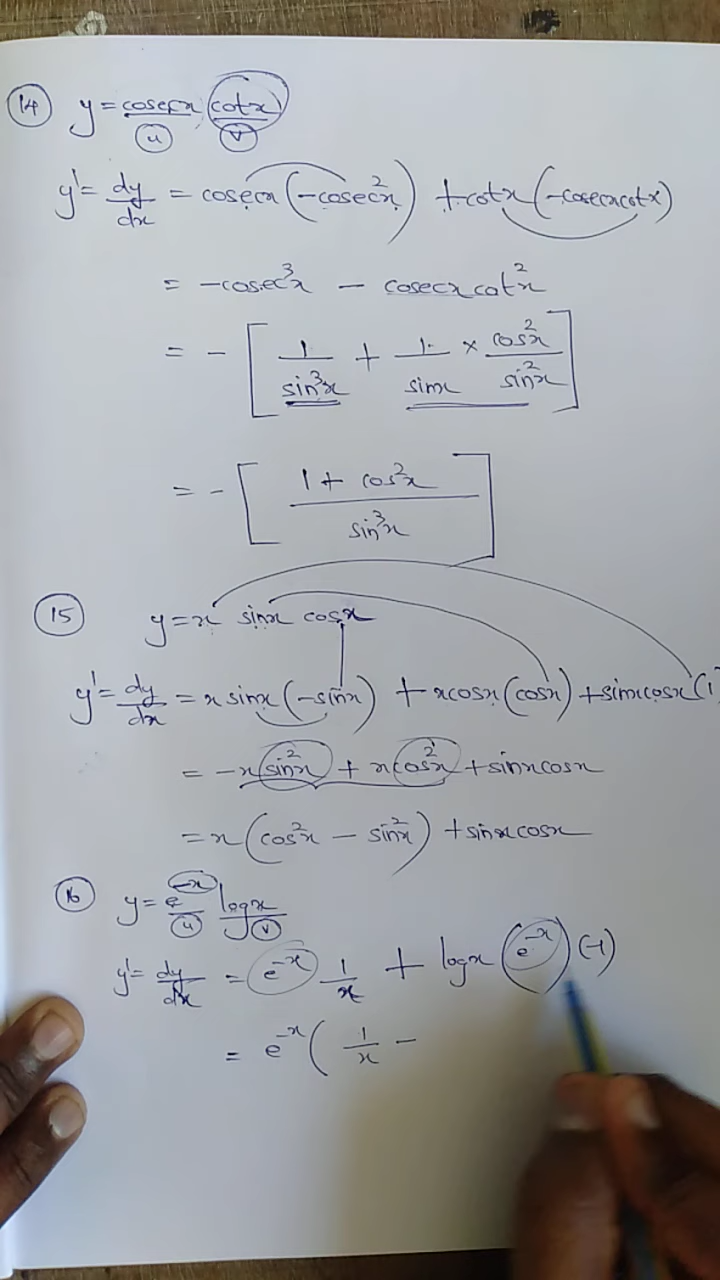 14 y = cosecx cotx
u v
y' = dy/dx = cosecx (-cosec²x) + cotx (-cosecxcotx)
= -cosec³x - cosecx cot²x
= - [ 1/sin³x + 1/sinx × cos²x/sin²x ]
= - [ 1 + cos²x / sin³x ]
15 y = x sinx cosx
y' = dy/dx = x sinx (-sinx) + xcosx (cosx) + sinxcosx (1)
= -x sin²x + x cos²x + sinxcosx
= x (cos²x - sin²x) + sinxcosx
16 y = e⁻ˣ logx
u v
y' = dy/dx = e⁻ˣ 1/x + logx (e⁻ˣ) (-1)
= e⁻ˣ ( 1/x -